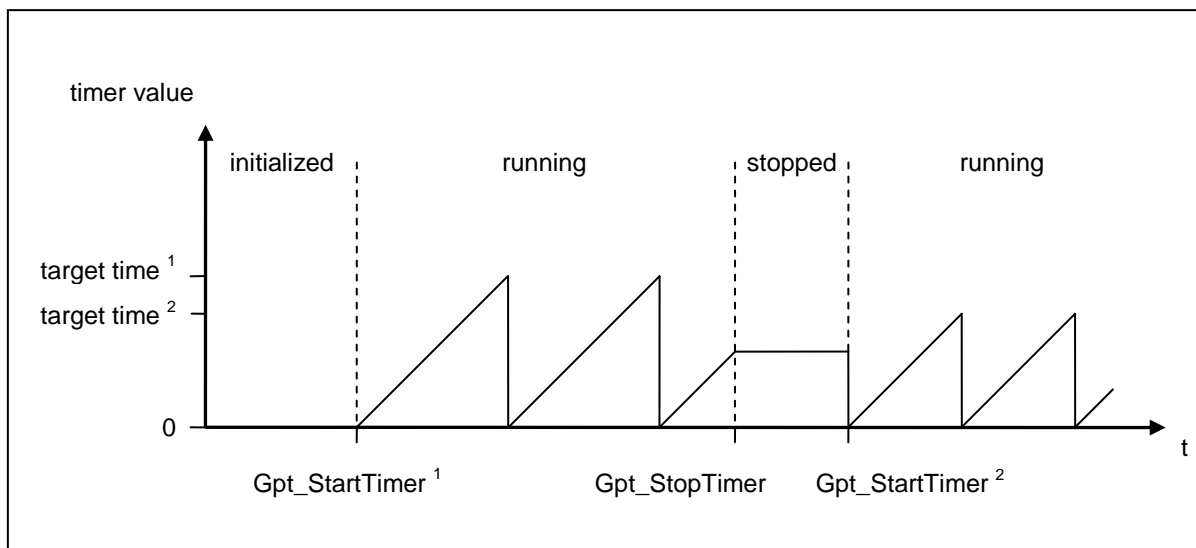 timer value
initialized running stopped running
target time 1
target time 2
0
t
Gpt_StartTimer 1 Gpt_StopTimer Gpt_StartTimer 2